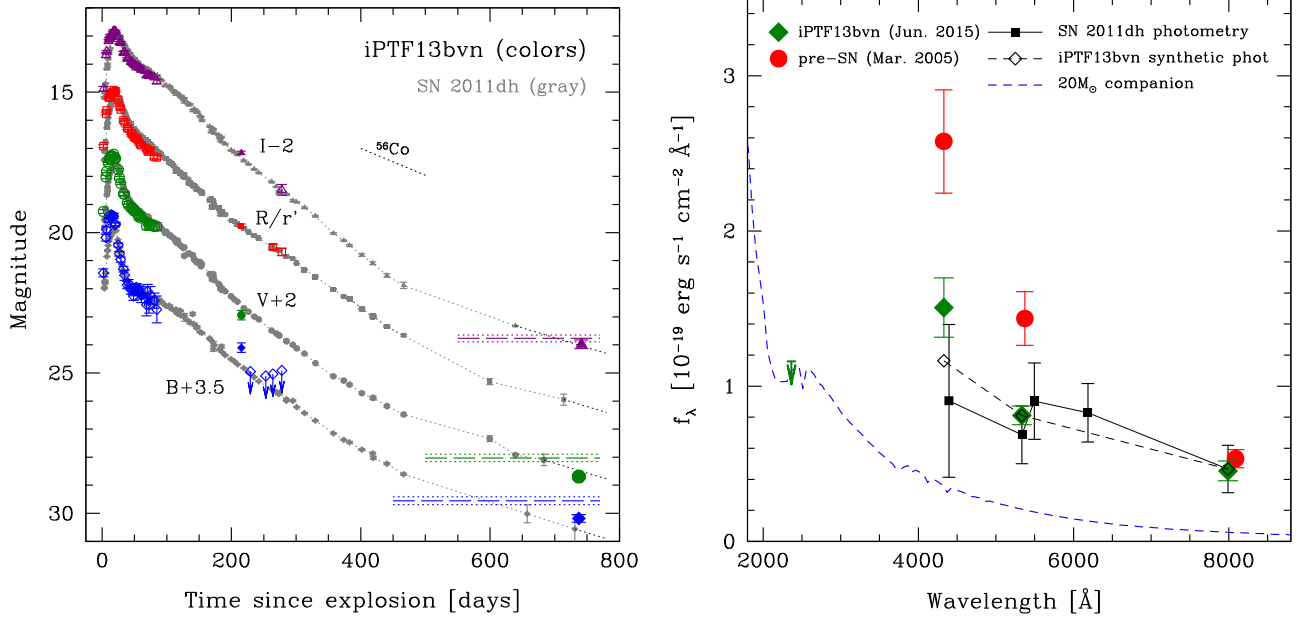 iPTF13bvn (colors)
SN 2011dh (gray)
I−2
⁵⁶Co
R/r'
V+2
B+3.5
Magnitude
15
20
25
30
0
200
400
600
800
Time since explosion [days]
iPTF13bvn (Jun. 2015)
pre−SN (Mar. 2005)
SN 2011dh photometry
iPTF13bvn synthetic phot
20M☉ companion
f_λ [10⁻¹⁹ erg s⁻¹ cm⁻² Å⁻¹]
3
2
1
0
2000
4000
6000
8000
Wavelength [Å]